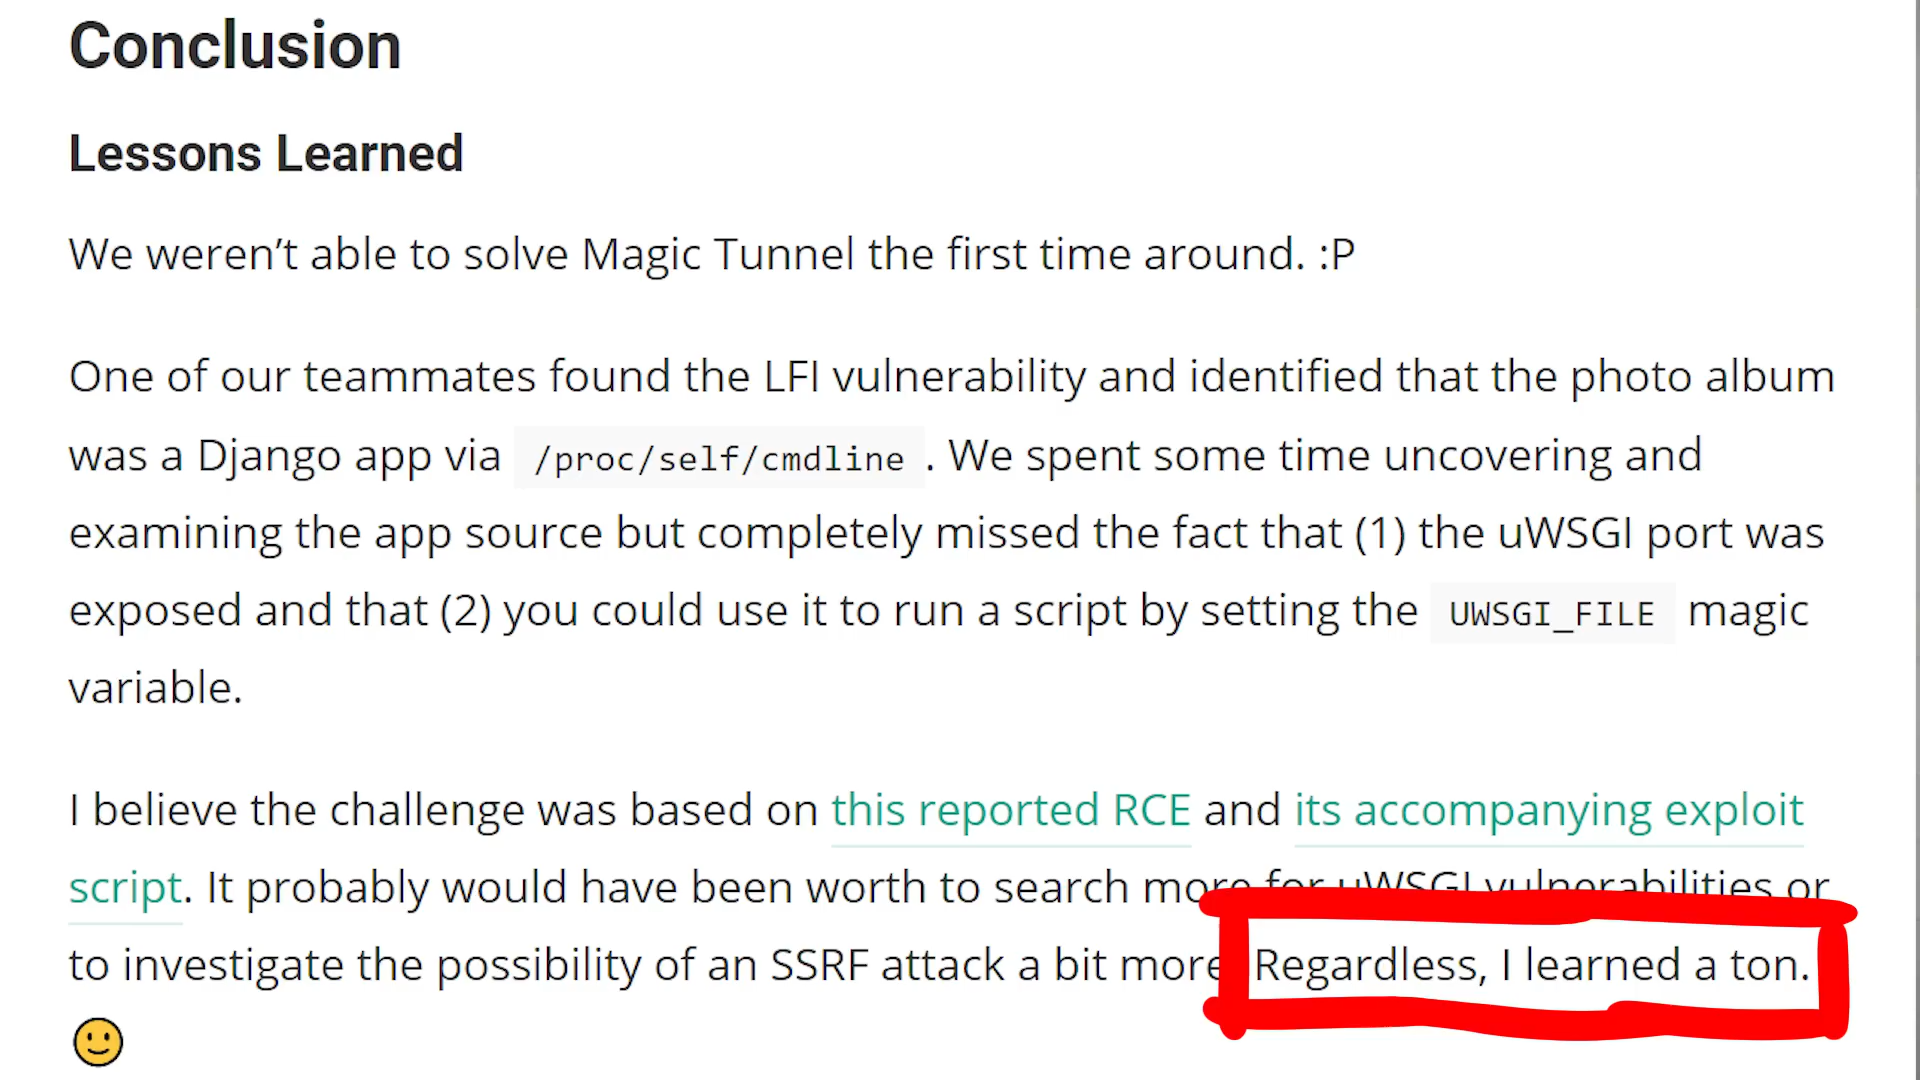 Conclusion
Lessons Learned
We weren’t able to solve Magic Tunnel the first time around. :P
One of our teammates found the LFI vulnerability and identified that the photo album
was a Django app via /proc/self/cmdline . We spent some time uncovering and
examining the app source but completely missed the fact that (1) the uWSGI port was
exposed and that (2) you could use it to run a script by setting the UWSGI_FILE magic
variable.
I believe the challenge was based on this reported RCE and its accompanying exploit
script. It probably would have been worth to search more for uWSGI vulnerabilities or
to investigate the possibility of an SSRF attack a bit more Regardless, I learned a ton.